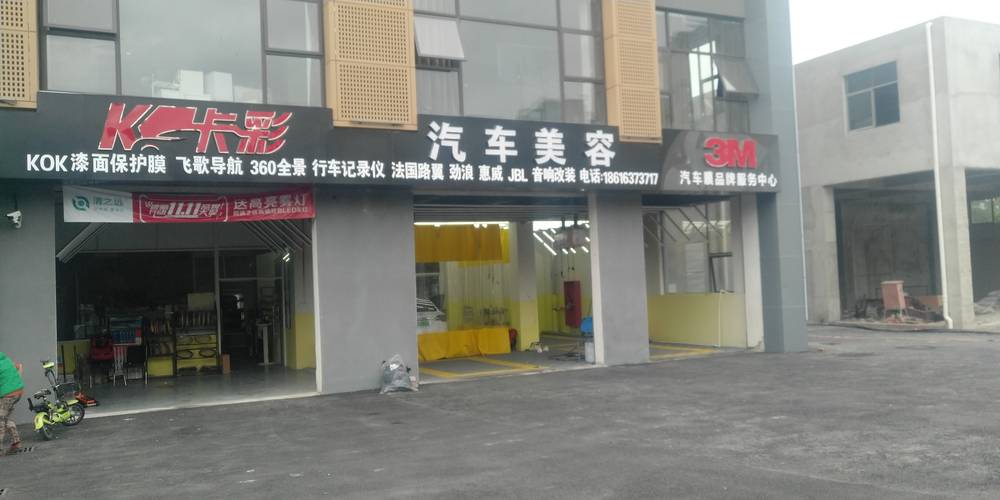 K 卡彩 W
汽车美容
3M
KOK漆面保护膜 飞歌导航 360全景 行车记录仪 法国路翼 劲浪 惠威 JBL 音响改装 电话:18616373717
汽车膜品牌服务中心
11.11 送高亮雾灯